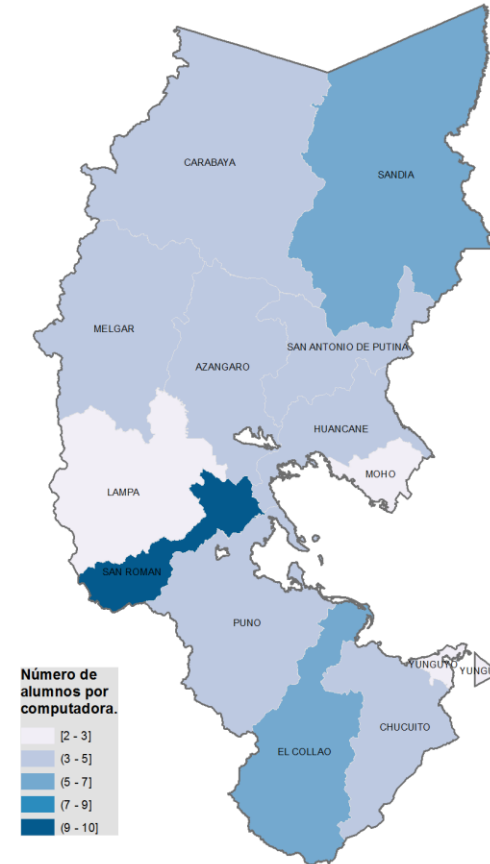 CARABAYA
SANDIA
MELGAR
SAN ANTONIO DE PUTINA
AZANGARO
HUANCANE
MOHO
LAMPA
SAN ROMAN
PUNO
YUNGUYO
YUNGU
CHUCUITO
EL COLLAO
Número de
alumnos por
computadora.
[2 - 3]
(3 - 5]
(5 - 7]
(7 - 9]
(9 - 10]